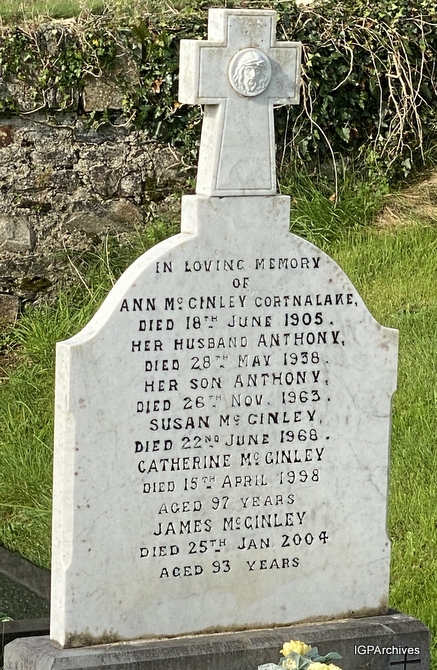 IN LOVING MEMORY
OF
ANN McGINLEY CORTNALAKE,
DIED 18TH JUNE 1905.
HER HUSBAND ANTHONY,
DIED 28TH MAY 1938.
HER SON ANTHONY,
DIED 26TH NOV. 1963.
SUSAN McGINLEY,
DIED 22ND JUNE 1968.
CATHERINE McGINLEY
DIED 15TH APRIL 1998
AGED 97 YEARS
JAMES McGINLEY
DIED 25TH JAN. 2004
AGED 93 YEARS
IGPArchives